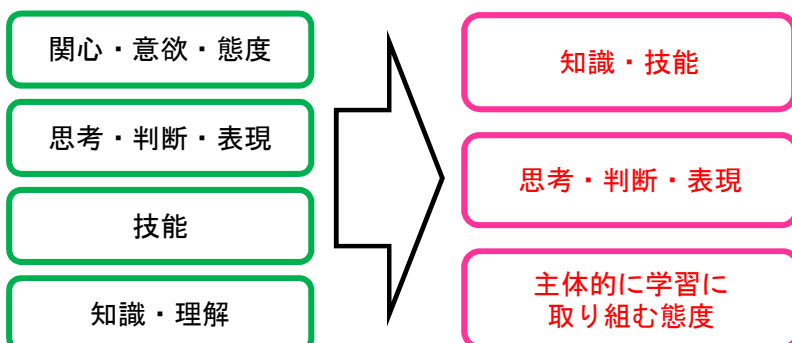 関心・意欲・態度
思考・判断・表現
技能
知識・理解
知識・技能
思考・判断・表現
主体的に学習に
取り組む態度